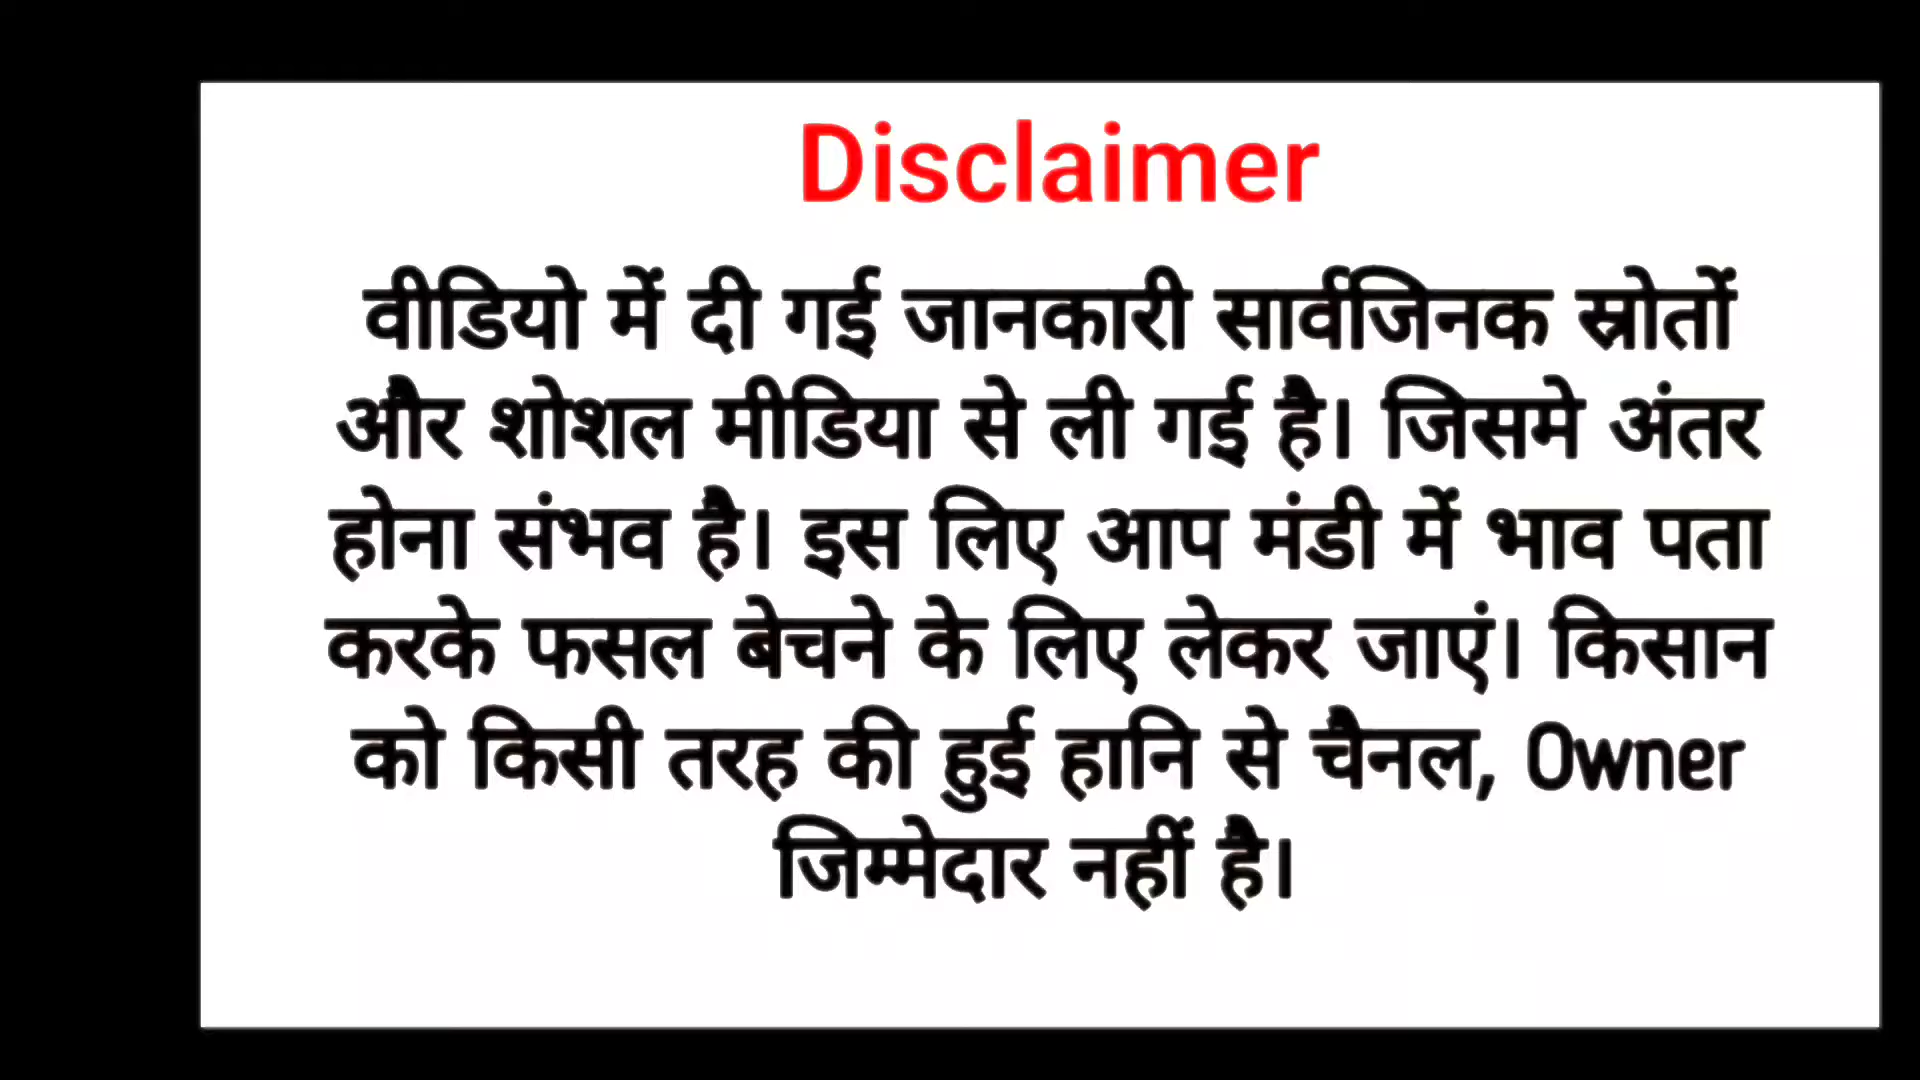 Disclaimer
वीडियो में दी गई जानकारी सार्वजिनक स्रोतों
और शोशल मीडिया से ली गई है। जिसमे अंतर
होना संभव है। इस लिए आप मंडी में भाव पता
करके फसल बेचने के लिए लेकर जाएं। किसान
को किसी तरह की हुई हानि से चैनल, Owner
जिम्मेदार नहीं है।